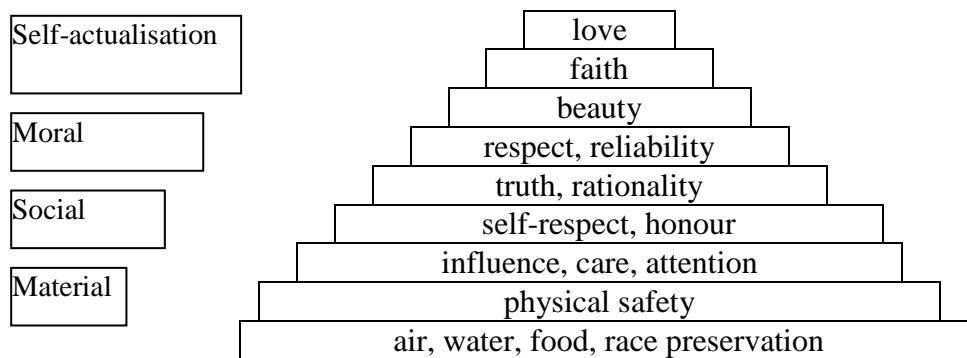 Self-actualisation
love
faith
beauty
Moral
respect, reliability
truth, rationality
Social
self-respect, honour
influence, care, attention
Material
physical safety
air, water, food, race preservation